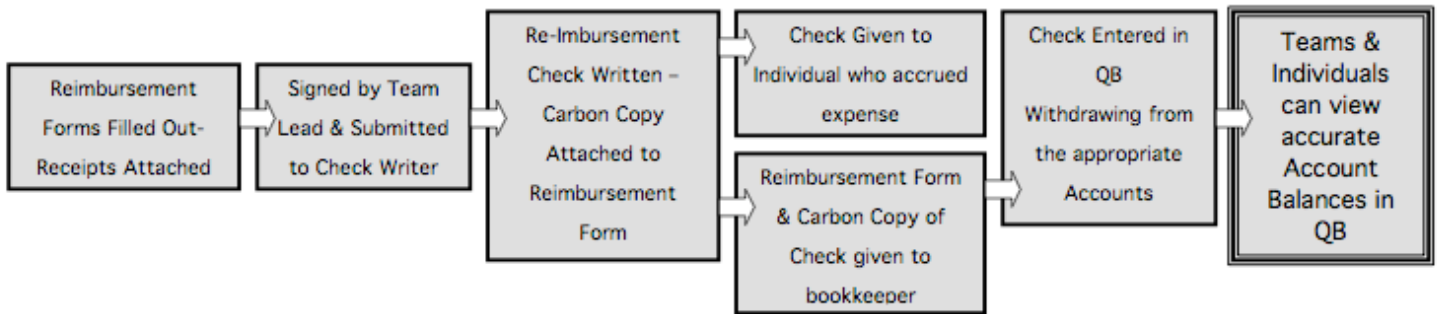 Reimbursement
Forms Filled Out-
Receipts Attached
Signed by Team
Lead & Submitted
to Check Writer
Re-Imbursement
Check Written –
Carbon Copy
Attached to
Reimbursement
Form
Check Given to
Individual who accrued
expense
Reimbursement Form
& Carbon Copy of
Check given to
bookkeeper
Check Entered in
QB
Withdrawing from
the appropriate
Accounts
Teams &
Individuals
can view
accurate
Account
Balances in
QB